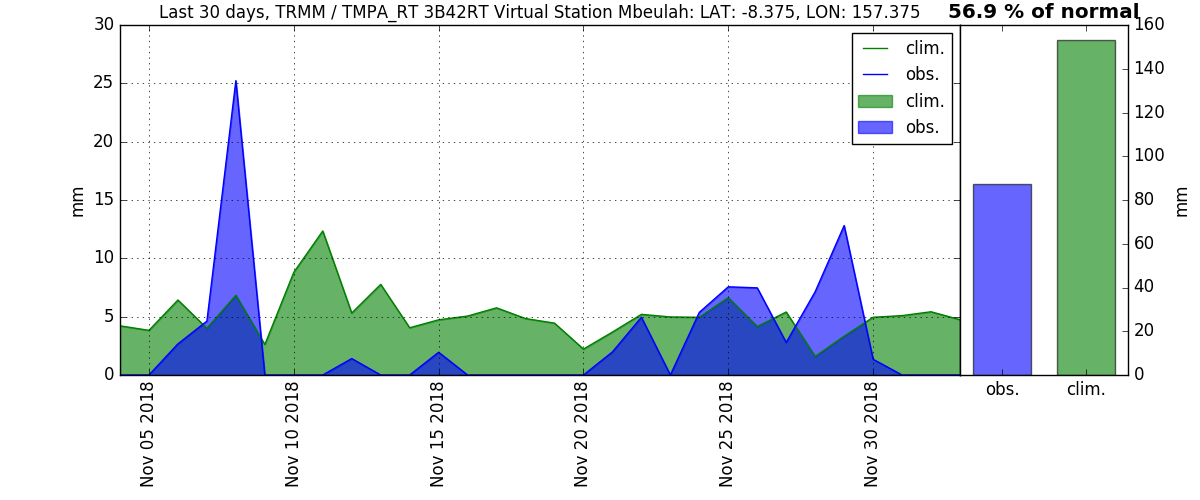 Last 30 days, TRMM / TMPA_RT 3B42RT Virtual Station Mbeulah: LAT: -8.375, LON: 157.375
56.9 % of normal
30
25
20
15
10
5
0
mm
clim.
obs.
clim.
obs.
Nov 05 2018
Nov 10 2018
Nov 15 2018
Nov 20 2018
Nov 25 2018
Nov 30 2018
160
140
120
100
80
60
40
20
0
mm
obs.
clim.